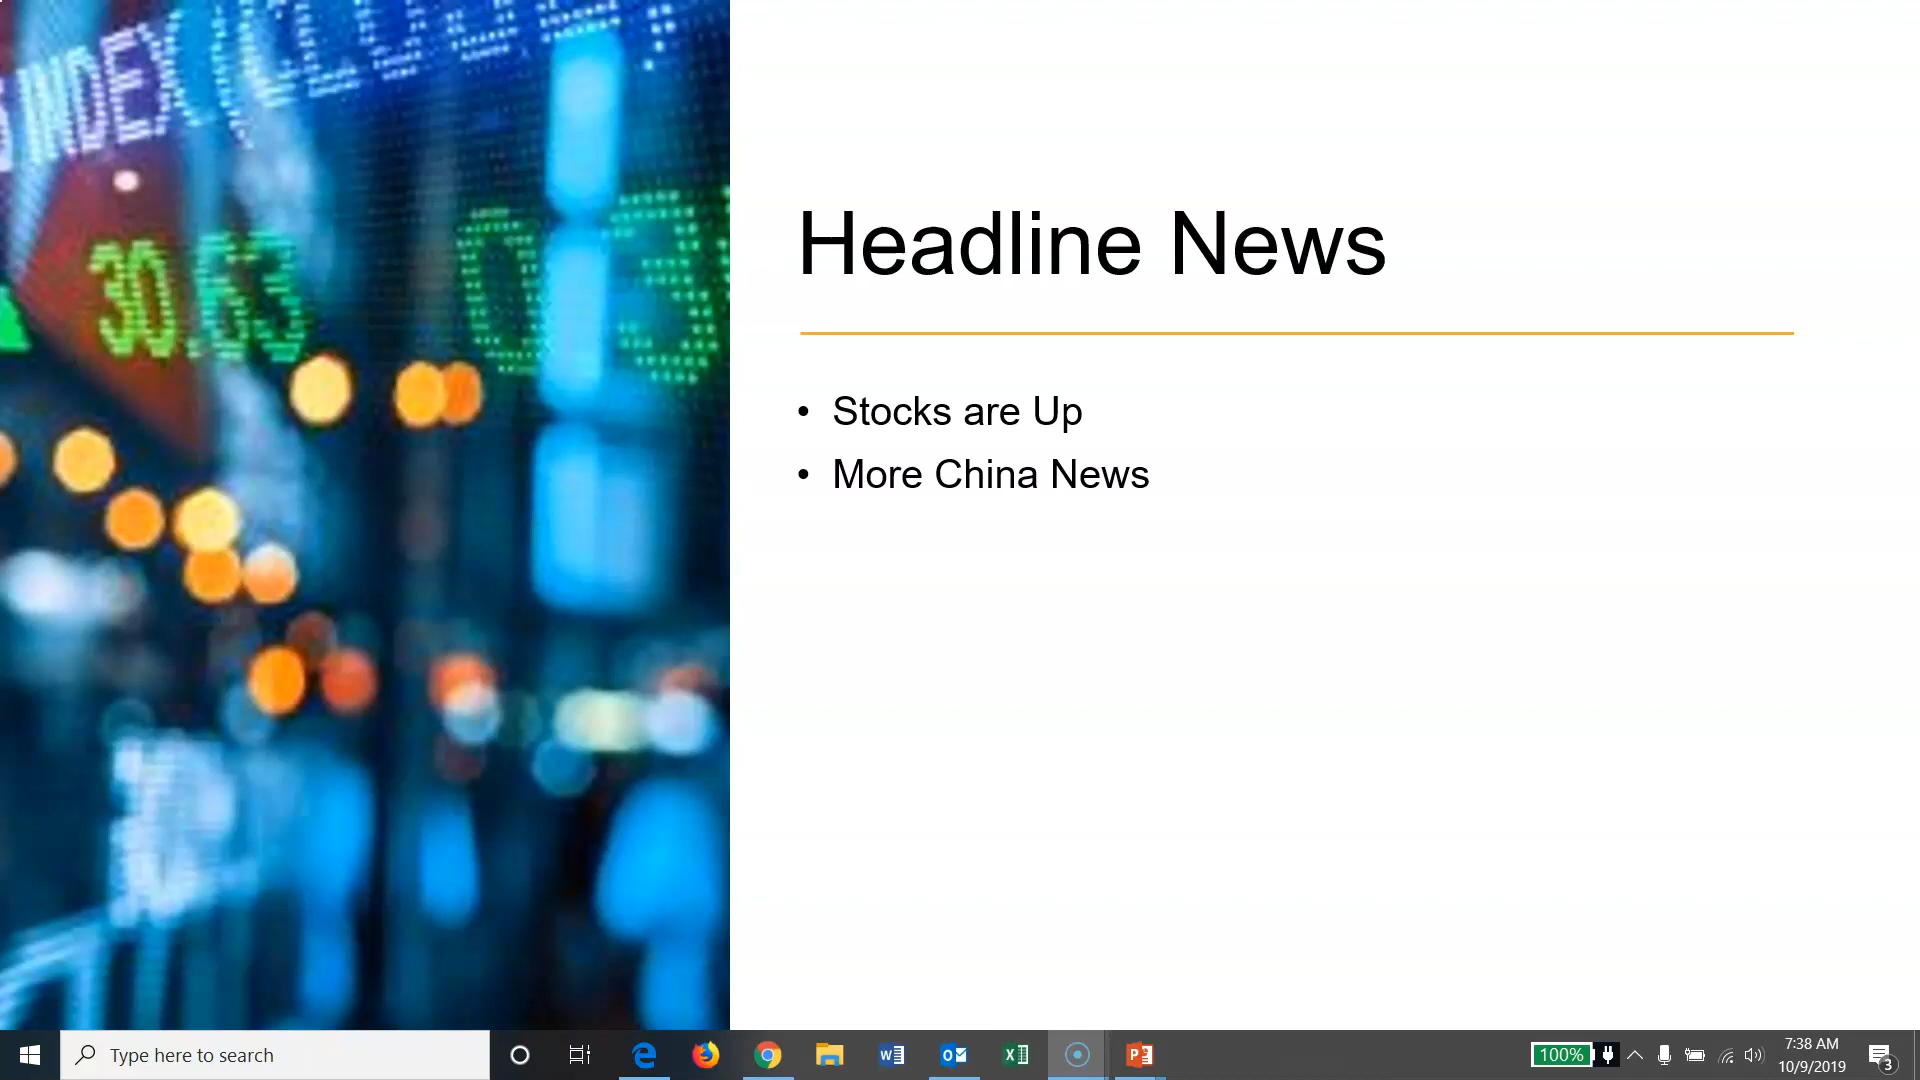 INDEX
30.63
Headline News
• Stocks are Up
• More China News
Type here to search
100%
7:38 AM
10/9/2019
3